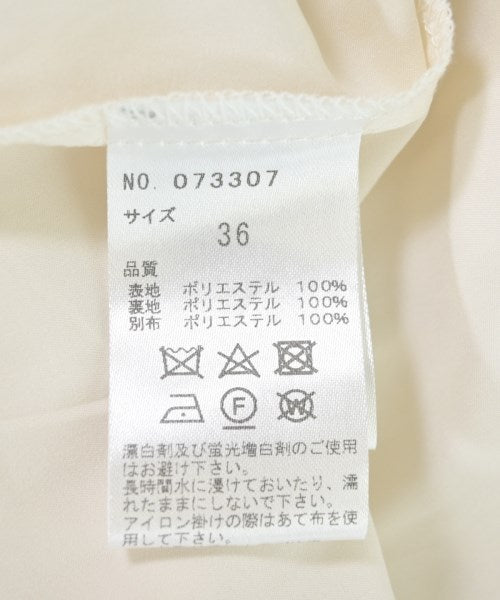 NO. 073307
サイズ
36
品質
表地 ポリエステル 100%
裏地 ポリエステル 100%
別布 ポリエステル 100%
F W
漂白剤及び蛍光増白剤のご使用
はお避け下さい。
長時間水に浸けておいたり、濡
れたままにしないで下さい。
アイロン掛けの際はあて布を使
用して下さい。